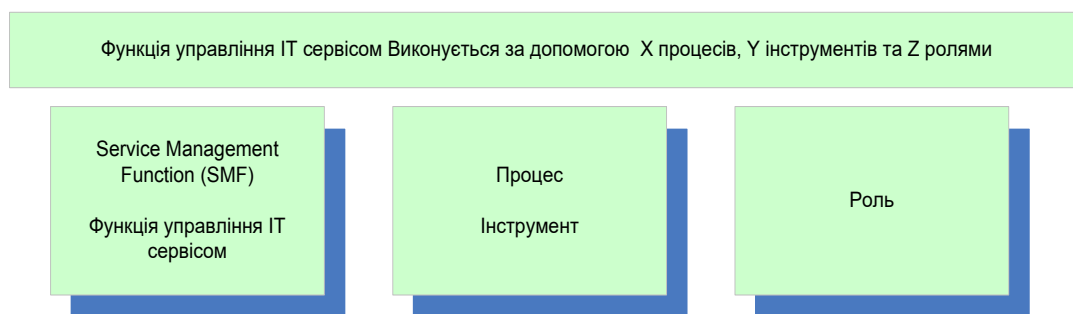 Функція управління ІТ сервісом Виконується за допомогою  X процесів, Y інструментів та Z ролями
Service Management
Function (SMF)
Функція управління ІТ
сервісом
Процес
Інструмент
Роль